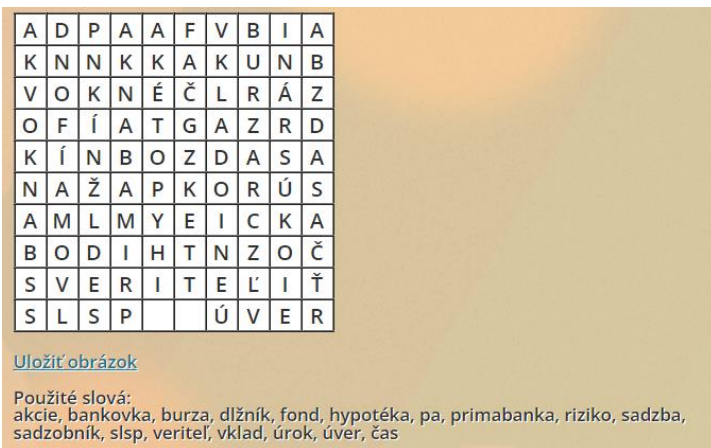 A D P A A F V B I A
K N N K K A K U N B
V O K N É Č L R Á Z
O F Í A T G A Z R D
K Í N B O Z D A S A
N A Ž A P K O R Ú S
A M L M Y E I C K A
B O D I H T N Z O Č
S V E R I T E Ľ I Ť
S L S P Ú V E R
Uložiť obrázok
Použité slová:
akcie, bankovka, burza, dlžník, fond, hypotéka, pa, primabanka, riziko, sadzba,
sadzobník, slsp, veriteľ, vklad, úrok, úver, čas